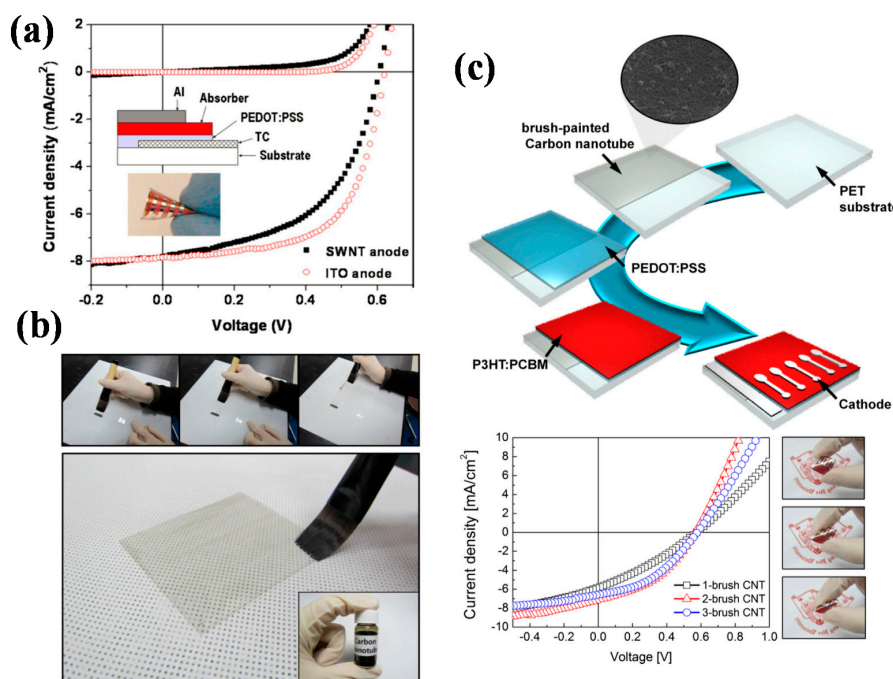 (a)
2
0
-2
-4
-6
-8
Current density (mA/cm²)
Al
Absorber
PEDOT:PSS
TC
Substrate
SWNT anode
ITO anode
-0.2
0.0
0.2
0.4
0.6
Voltage (V)
(b)
Carbon
(c)
brush-painted
Carbon nanotube
PET
substrate
PEDOT:PSS
P3HT:PCBM
Cathode
10
8
6
4
2
0
-2
-4
-6
-8
-10
Current density [mA/cm²]
1-brush CNT
2-brush CNT
3-brush CNT
-0.4
-0.2
0.0
0.2
0.4
0.6
0.8
1.0
Voltage [V]